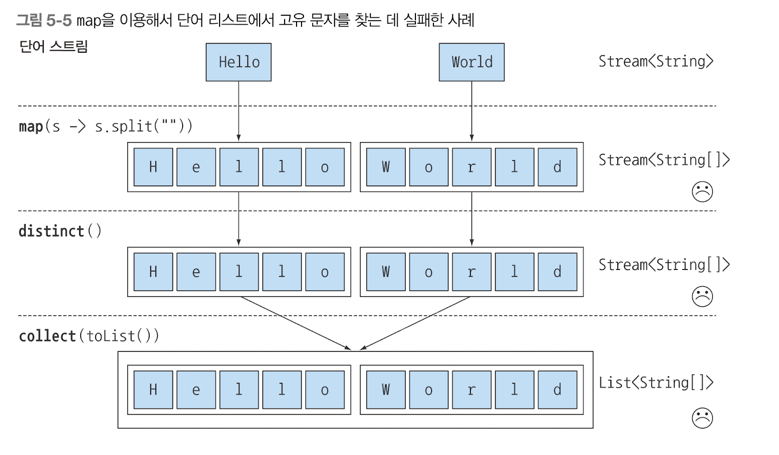 그림 5-5 map을 이용해서 단어 리스트에서 고유 문자를 찾는 데 실패한 사례
단어 스트림
Hello World Stream<String>
map(s -> s.split(""))
H e l l o W o r l d Stream<String[]>
distinct()
H e l l o W o r l d Stream<String[]>
collect(toList())
H e l l o W o r l d List<String[]>